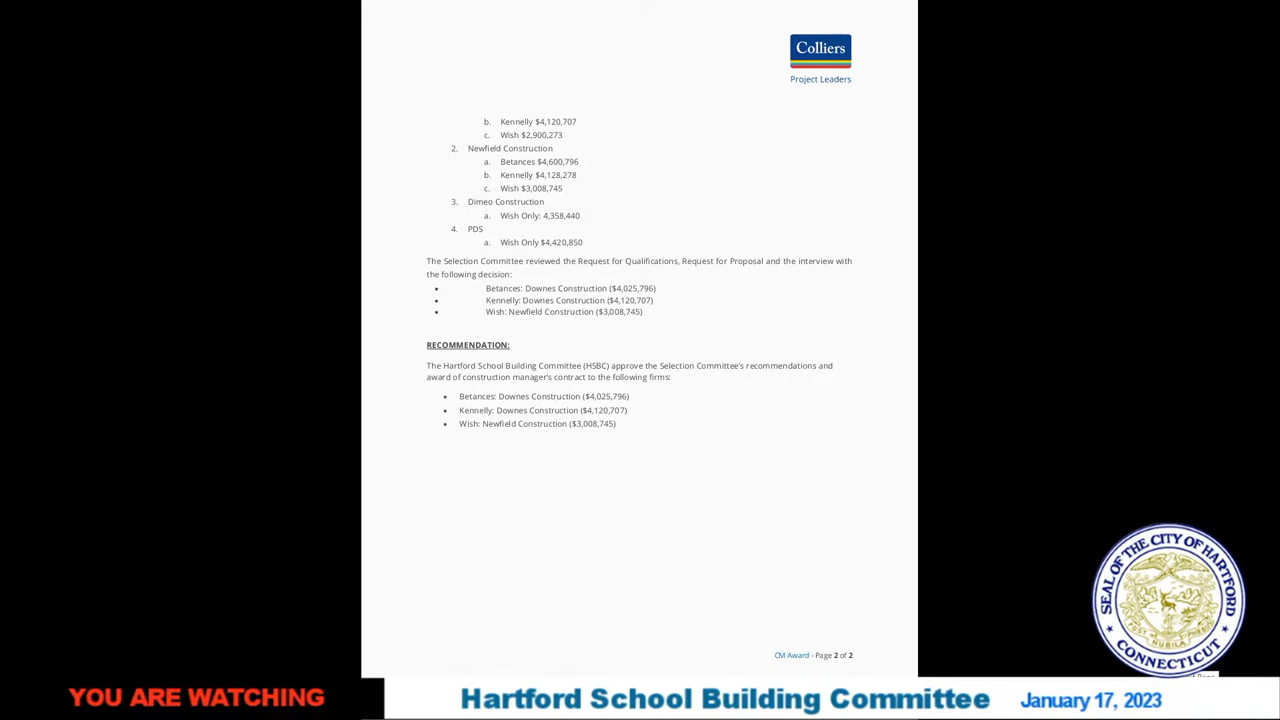 Colliers
Project Leaders
b. Kennelly $4,120,707
c. Wish $2,900,273
2. Newfield Construction
a. Betances $4,600,796
b. Kennelly $4,128,278
c. Wish $3,008,745
3. Dimeo Construction
a. Wish Only: 4,358,440
4. PDS
a. Wish Only $4,420,850
The Selection Committee reviewed the Request for Qualifications, Request for Proposal and the interview with
the following decision:
• Betances: Downes Construction ($4,025,796)
• Kennelly: Downes Construction ($4,120,707)
• Wish: Newfield Construction ($3,008,745)
RECOMMENDATION:
The Hartford School Building Committee (HSBC) approve the Selection Committee's recommendations and
award of construction manager's contract to the following firms:
• Betances: Downes Construction ($4,025,796)
• Kennelly: Downes Construction ($4,120,707)
• Wish: Newfield Construction ($3,008,745)
CM Award - Page 2 of 2
SEAL OF THE CITY OF HARTFORD
POST NUBILA PHŒBUS
CONNECTICUT
YOU ARE WATCHING
Hartford School Building Committee
January 17, 2023